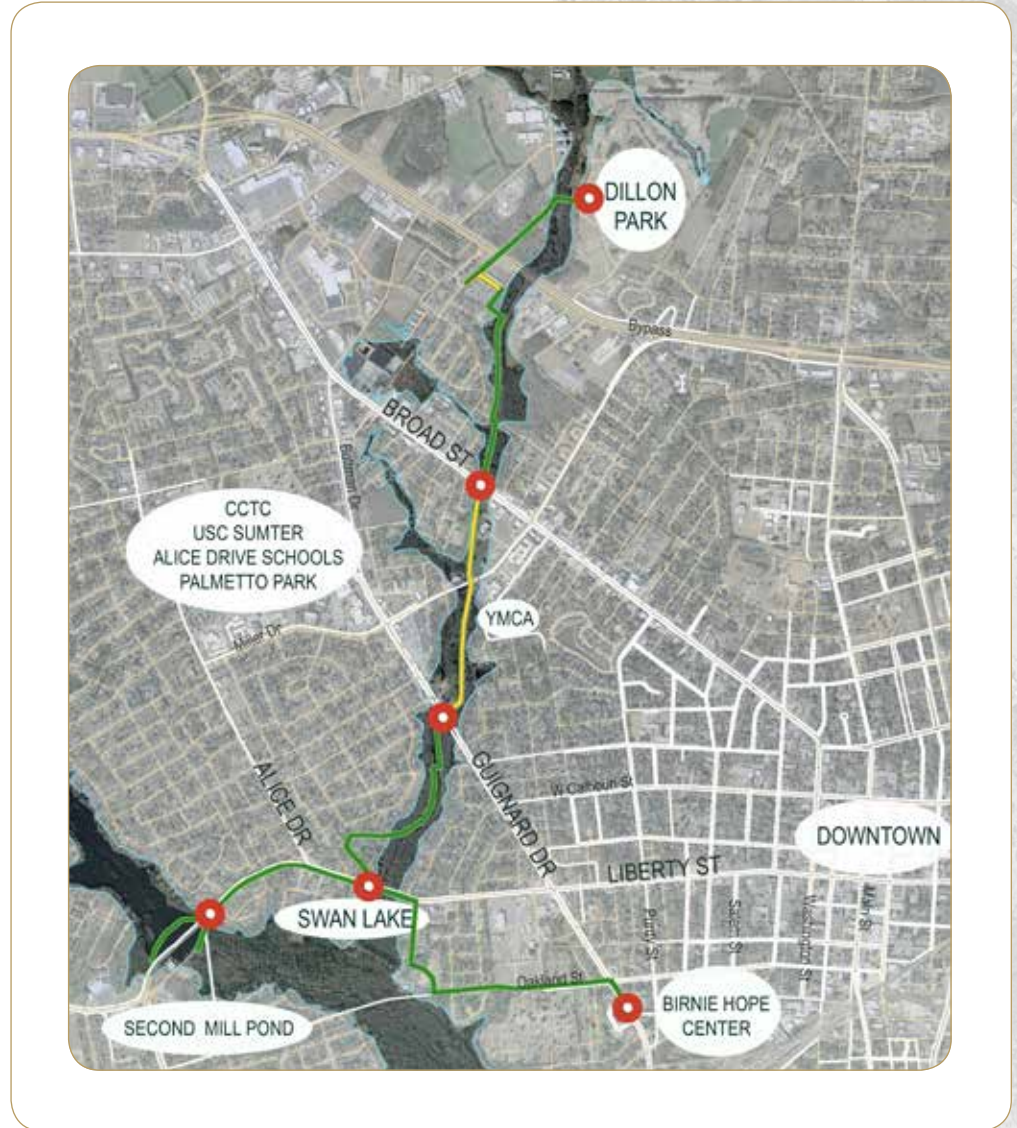 DILLON
PARK
Bypass
BROAD ST
CCTC
USC SUMTER
ALICE DRIVE SCHOOLS
PALMETTO PARK
YMCA
Miller Dr
ALICE DR
GUIGNARD DR
W Calhoun St
DOWNTOWN
LIBERTY ST
SWAN LAKE
Purdy St
Salem St
Washington St
Main St
Oakland St
SECOND MILL POND
BIRNIE HOPE
CENTER